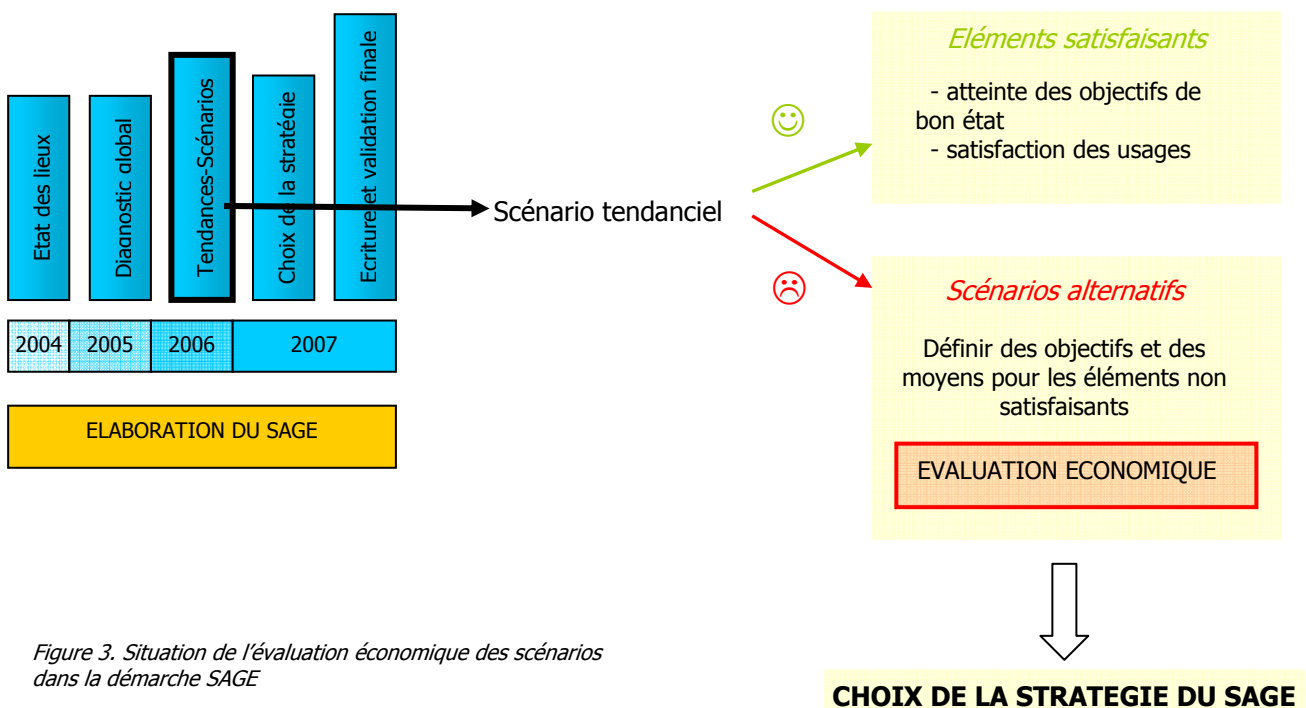 Etat des lieux
Diagnostic global
Tendances-Scénarios
Choix de la stratégie
Ecriture et validation finale
2004
2005
2006
2007
ELABORATION DU SAGE
Scénario tendanciel
Eléments satisfaisants
- atteinte des objectifs de
bon état
- satisfaction des usages
Scénarios alternatifs
Définir des objectifs et des
moyens pour les éléments non
satisfaisants
EVALUATION ECONOMIQUE
CHOIX DE LA STRATEGIE DU SAGE
Figure 3. Situation de l'évaluation économique des scénarios
dans la démarche SAGE